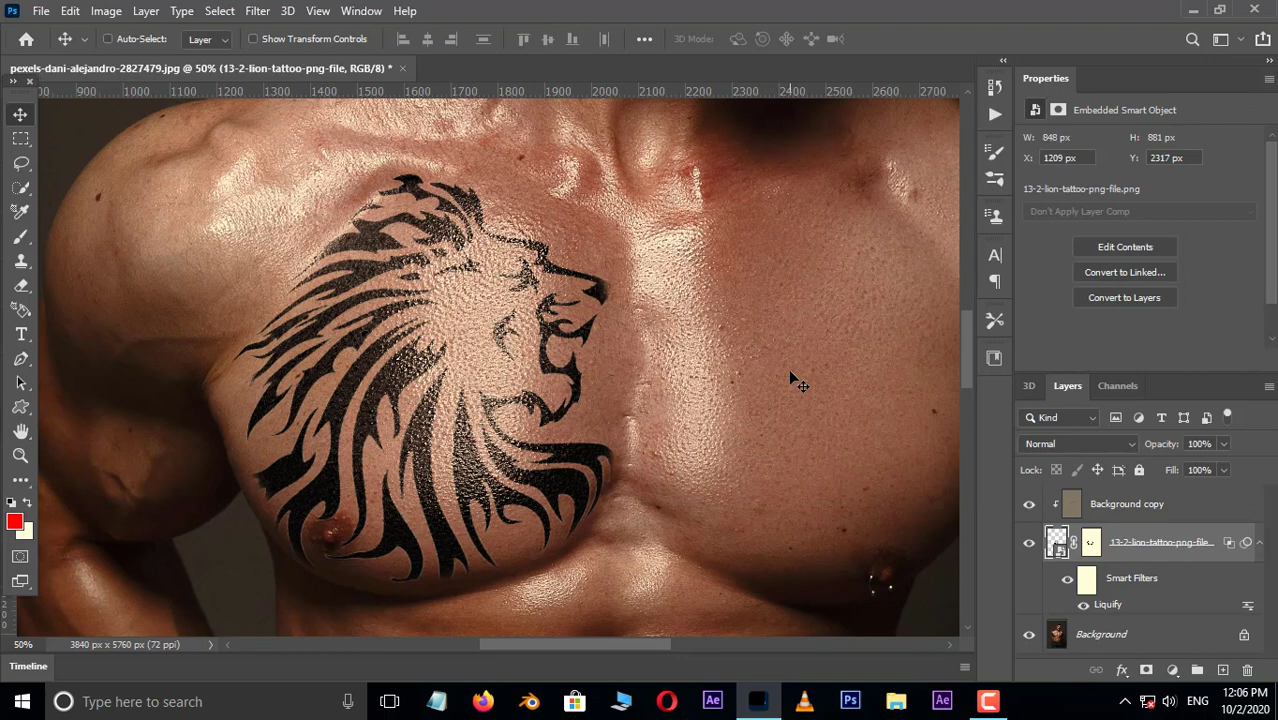 Ps File Edit Image Layer Type Select Filter 3D View Window Help
Auto-Select: Layer Show Transform Controls 3D Mode:
pexels-dani-alejandro-2827479.jpg @ 50% (13-2-lion-tattoo-png-file, RGB/8) *
1000 1100 1200 1300 1400 1500 1600 1700 1800 1900 2000 2100 2200 2300 2400 2500 2600 2700
Properties
Embedded Smart Object
W: 848 px H: 881 px
X: 1209 px Y: 2317 px
13-2-lion-tattoo-png-file.png
Don't Apply Layer Comp
Edit Contents
Convert to Linked...
Convert to Layers
3D Layers Channels
Kind
Normal Opacity: 100%
Lock: Fill: 100%
Background copy
13-2-lion-tattoo-png-file...
Smart Filters
Liquify
Background
50% 3840 px x 5760 px (72 ppi)
Timeline
Type here to search
Ae Ps Ae
ENG 12:06 PM
10/2/2020